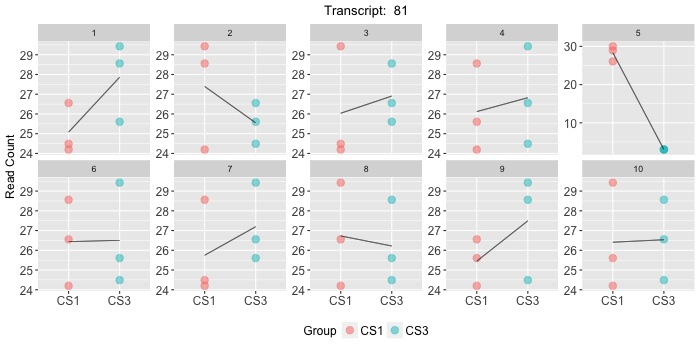 Transcript: 81
1 2 3 4 5
29 29 29 29 30
28 28 28 28
27 27 27 27 20
26 26 26 26
25 25 25 25 10
24 24 24 24
Read Count
6 7 8 9 10
29 29 29 29 29
28 28 28 28 28
27 27 27 27 27
26 26 26 26 26
25 25 25 25 25
24 24 24 24 24
CS1 CS3 CS1 CS3 CS1 CS3 CS1 CS3 CS1 CS3
Group CS1 CS3